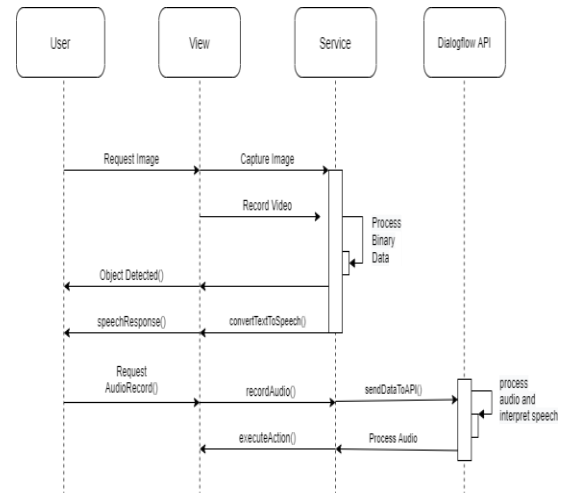 User
View
Service
Dialogflow API
Request Image
Capture Image
Record Video
Process
Binary
Data
Object Detected()
speechResponse()
convertTextToSpeech()
Request
AudioRecord()
recordAudio()
sendDataToAPI()
process
audio and
interpret speech
executeAction()
Process Audio